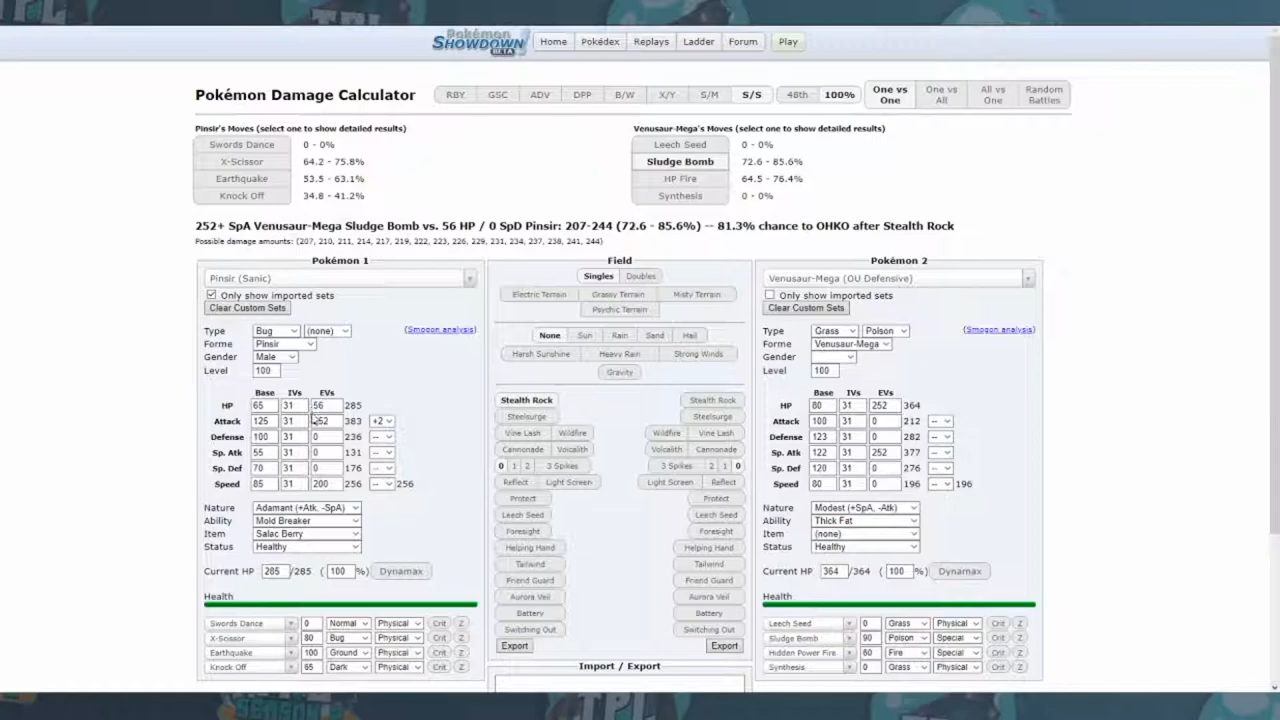 Pokémon
SHOWDOWN
BETA
Home Pokédex Replays Ladder Forum Play
Pokémon Damage Calculator RBY GSC ADV DPP B/W X/Y S/M S/S 48th 100% One vs One One vs All All vs One Random Battles
Pinsir's Moves (select one to show detailed results) Venusaur-Mega's Moves (select one to show detailed results)
Swords Dance 0 - 0% Leech Seed 0 - 0%
X-Scissor 64.2 - 75.8% Sludge Bomb 72.6 - 85.6%
Earthquake 53.5 - 63.1% HP Fire 64.5 - 76.4%
Knock Off 34.8 - 41.2% Synthesis 0 - 0%
252+ SpA Venusaur-Mega Sludge Bomb vs. 56 HP / 0 SpD Pinsir: 207-244 (72.6 - 85.6%) -- 81.3% chance to OHKO after Stealth Rock
Possible damage amounts: (207, 210, 211, 214, 217, 219, 222, 223, 226, 229, 231, 234, 237, 238, 241, 244)
Pokémon 1 Field Pokémon 2
Pinsir (Sanic) Singles Doubles Venusaur-Mega (OU Defensive)
Only show imported sets Electric Terrain Grassy Terrain Misty Terrain Only show imported sets
Clear Custom Sets Psychic Terrain Clear Custom Sets
Type Bug (none) (Smogon analysis) None Sun Rain Sand Hail Type Grass Poison (Smogon analysis)
Forme Pinsir Harsh Sunshine Heavy Rain Strong Winds Forme Venusaur-Mega
Gender Male Gravity Gender
Level 100 Level 100
Base IVs EVs Base IVs EVs
HP 65 31 56 285 Stealth Rock Stealth Rock HP 80 31 252 364
Attack 125 31 252 383 +2 Steelsurge Steelsurge Attack 100 31 0 212 --
Defense 100 31 0 236 -- Vine Lash Wildfire Wildfire Vine Lash Defense 123 31 0 282 --
Sp. Atk 55 31 0 131 -- Cannonade Volcalith Volcalith Cannonade Sp. Atk 122 31 252 377 --
Sp. Def 70 31 0 176 -- 0 1 2 3 Spikes 3 Spikes 2 1 0 Sp. Def 120 31 0 276 --
Speed 85 31 200 256 -- 256 Reflect Light Screen Light Screen Reflect Speed 80 31 0 196 -- 196
Protect Protect
Nature Adamant (+Atk, -SpA) Leech Seed Leech Seed Nature Modest (+SpA, -Atk)
Ability Mold Breaker Foresight Foresight Ability Thick Fat
Item Salac Berry Helping Hand Helping Hand Item (none)
Status Healthy Tailwind Tailwind Status Healthy
Current HP 285 /285 ( 100 %) Dynamax Friend Guard Friend Guard Current HP 364 /364 ( 100 %) Dynamax
Health Aurora Veil Aurora Veil Health
Battery Battery
Swords Dance 0 Normal Physical Crit Z Switching Out Switching Out Leech Seed 0 Grass Physical Crit Z
X-Scissor 80 Bug Physical Crit Z Export Export Sludge Bomb 90 Poison Special Crit Z
Earthquake 100 Ground Physical Crit Z Hidden Power Fire 60 Fire Special Crit Z
Knock Off 65 Dark Physical Crit Z Import / Export Synthesis 0 Grass Physical Crit Z
TPL